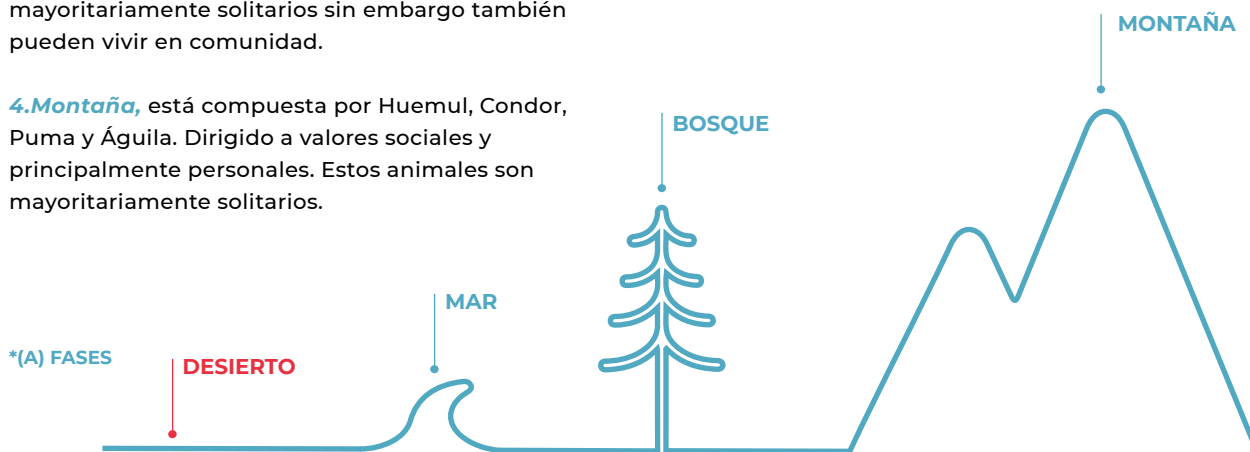 mayoritariamente solitarios sin embargo también
pueden vivir en comunidad.
4.Montaña, está compuesta por Huemul, Condor,
Puma y Águila. Dirigido a valores sociales y
principalmente personales. Estos animales son
mayoritariamente solitarios.
MONTAÑA
BOSQUE
MAR
*(A) FASES
DESIERTO